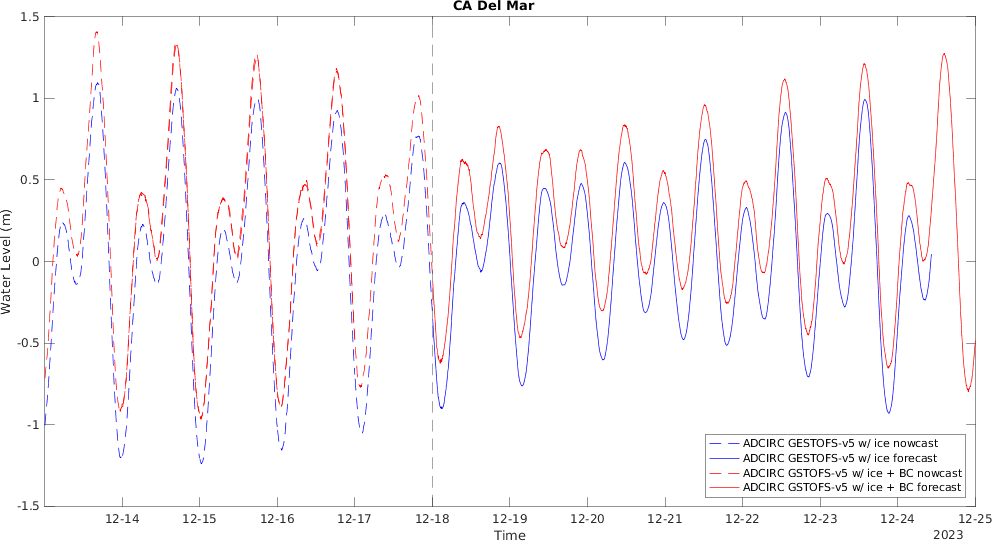 CA Del Mar
1.5
1
0.5
0
-0.5
-1
-1.5
Water Level (m)
12-14 12-15 12-16 12-17 12-18 12-19 12-20 12-21 12-22 12-23 12-24 12-25
Time
2023
ADCIRC GESTOFS-v5 w/ ice nowcast
ADCIRC GESTOFS-v5 w/ ice forecast
ADCIRC GSTOFS-v5 w/ ice + BC nowcast
ADCIRC GSTOFS-v5 w/ ice + BC forecast